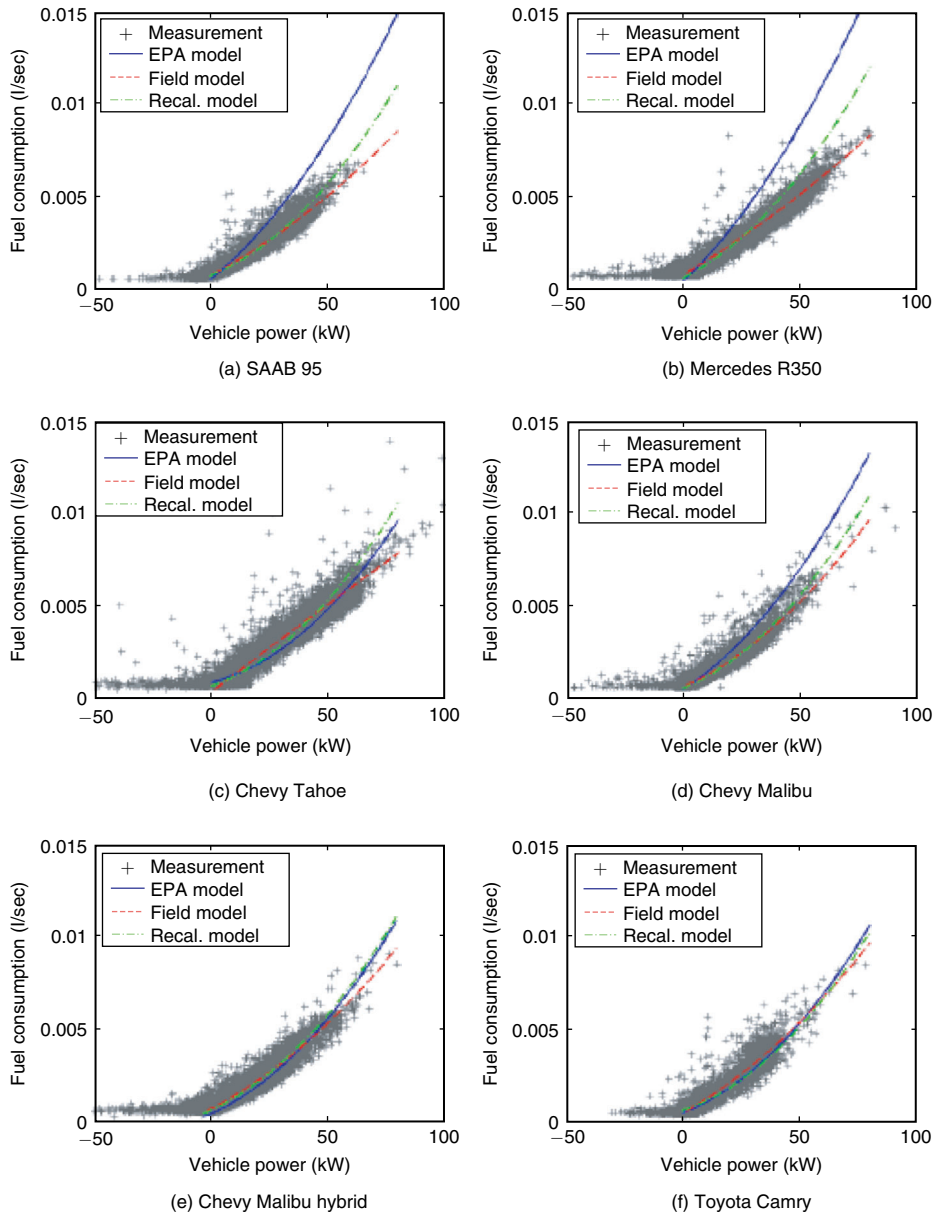 0.015
+ Measurement
EPA model
Field model
Recal. model
0.01
0.005
0
−50 0 50 100
Fuel consumption (l/sec)
Vehicle power (kW)
(a) SAAB 95
0.015
+ Measurement
EPA model
Field model
Recal. model
0.01
0.005
0
−50 0 50 100
Fuel consumption (l/sec)
Vehicle power (kW)
(b) Mercedes R350
0.015
+ Measurement
EPA model
Field model
Recal. model
0.01
0.005
0
−50 0 50 100
Fuel consumption (l/sec)
Vehicle power (kW)
(c) Chevy Tahoe
0.015
+ Measurement
EPA model
Field model
Recal. model
0.01
0.005
0
−50 0 50 100
Fuel consumption (l/sec)
Vehicle power (kW)
(d) Chevy Malibu
0.015
+ Measurement
EPA model
Field model
Recal. model
0.01
0.005
0
−50 0 50 100
Fuel consumption (l/sec)
Vehicle power (kW)
(e) Chevy Malibu hybrid
0.015
+ Measurement
EPA model
Field model
Recal. model
0.01
0.005
0
−50 0 50 100
Fuel consumption (l/sec)
Vehicle power (kW)
(f) Toyota Camry